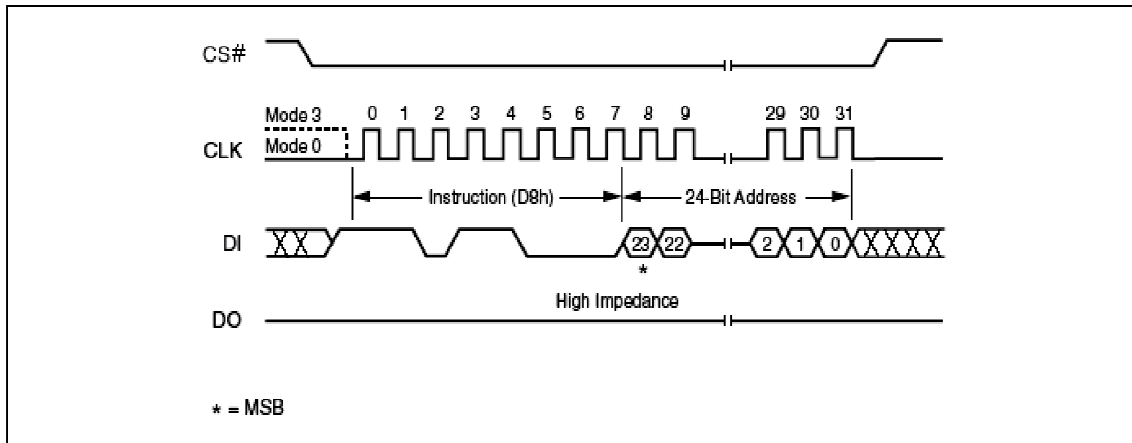 CS#
Mode 3
0 1 2 3 4 5 6 7 8 9 29 30 31
CLK
Mode 0
Instruction (D8h)
24-Bit Address
DI
23 22 2 1 0
*
High Impedance
DO
* = MSB